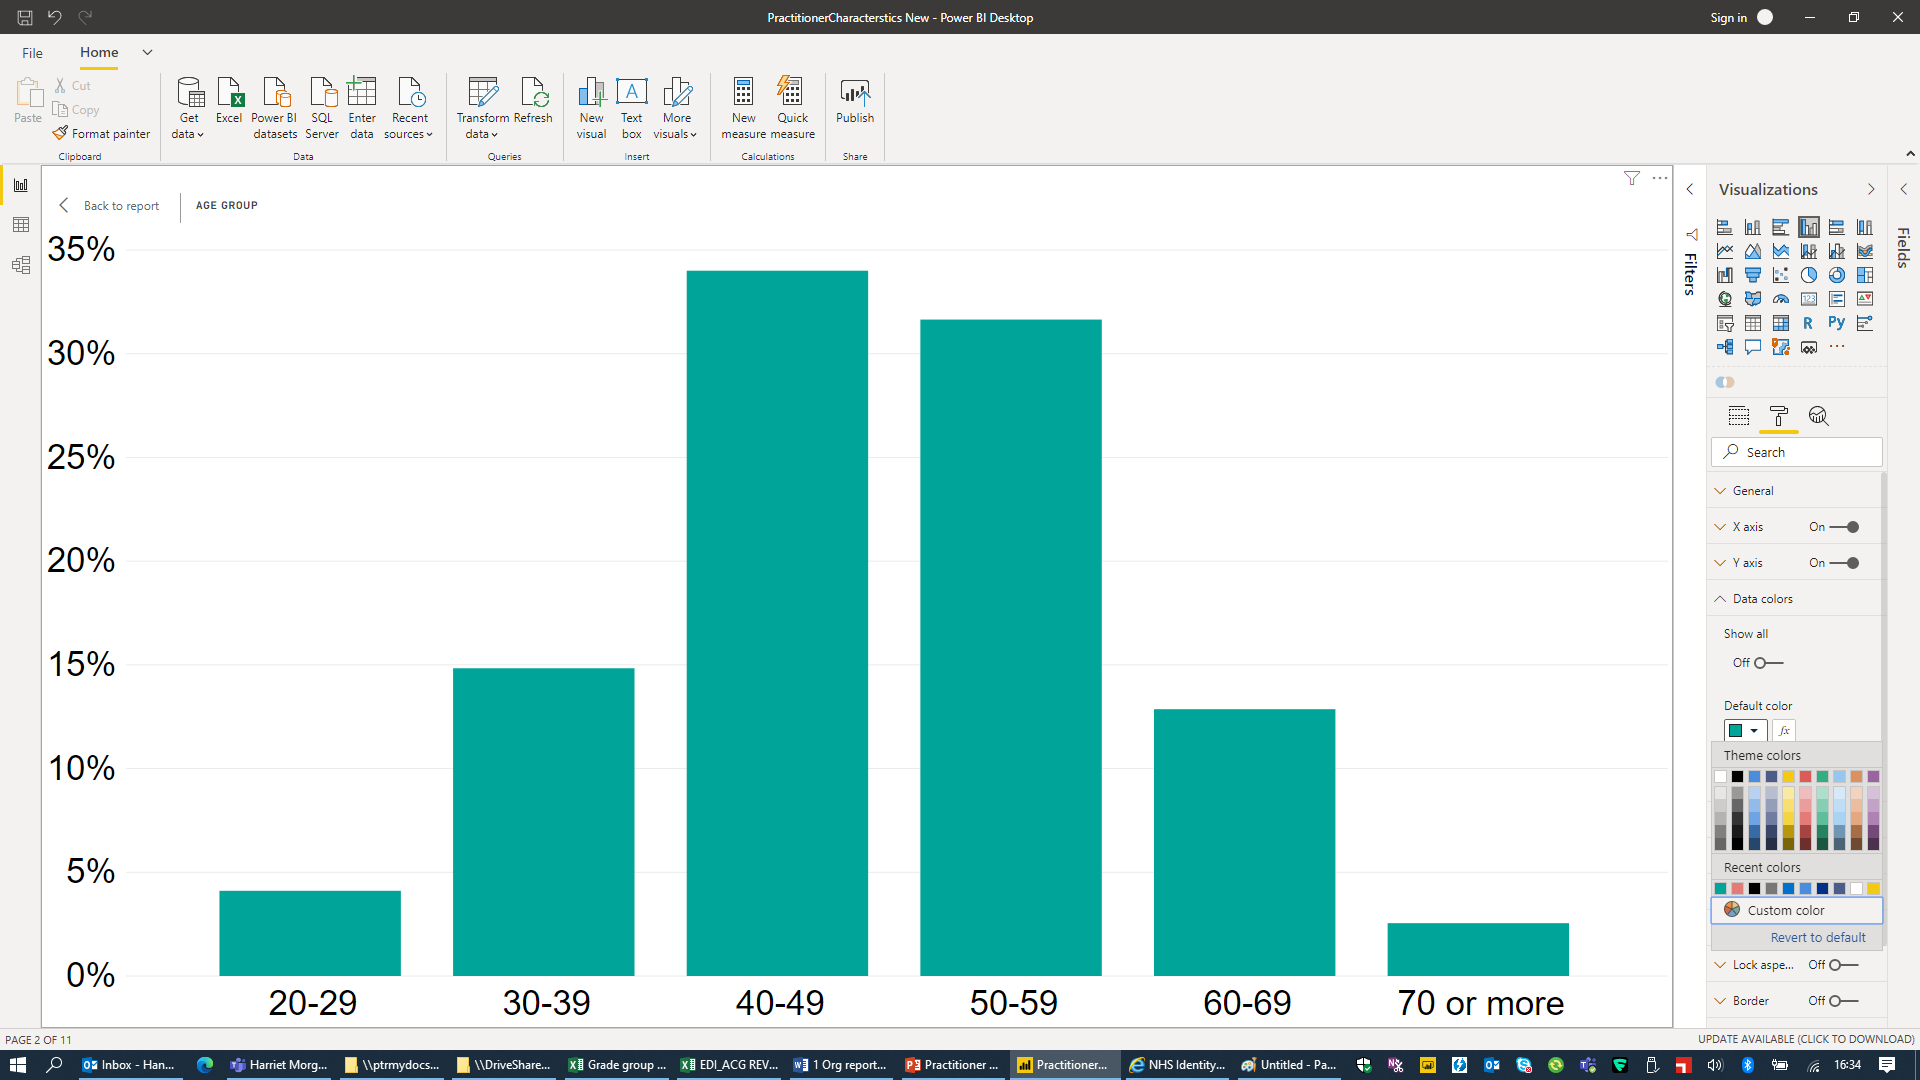 PractitionerCharacterstics New - Power BI Desktop
Sign in
File
Home
Paste
Cut
Copy
Format painter
Clipboard
Get data
Excel
Power BI datasets
SQL Server
Enter data
Recent sources
Data
Transform data
Refresh
Queries
New visual
Text box
More visuals
Insert
New measure
Quick measure
Calculations
Publish
Share
Back to report
AGE GROUP
35%
30%
25%
20%
15%
10%
5%
0%
20-29
30-39
40-49
50-59
60-69
70 or more
Filters
Visualizations
Fields
R
Py
123
Search
General
X axis On
Y axis On
Data colors
Show all
Off
Default color
fx
Theme colors
Recent colors
Custom color
Revert to default
Lock aspe... Off
Border Off
PAGE 2 OF 11
UPDATE AVAILABLE (CLICK TO DOWNLOAD)
Inbox - Han...
Harriet Morg...
\\ptrmydocs...
\\DriveShare...
Grade group ...
EDI_ACG REV...
1 Org report...
Practitioner ...
Practitioner...
NHS Identity...
Untitled - Pa...
16:34